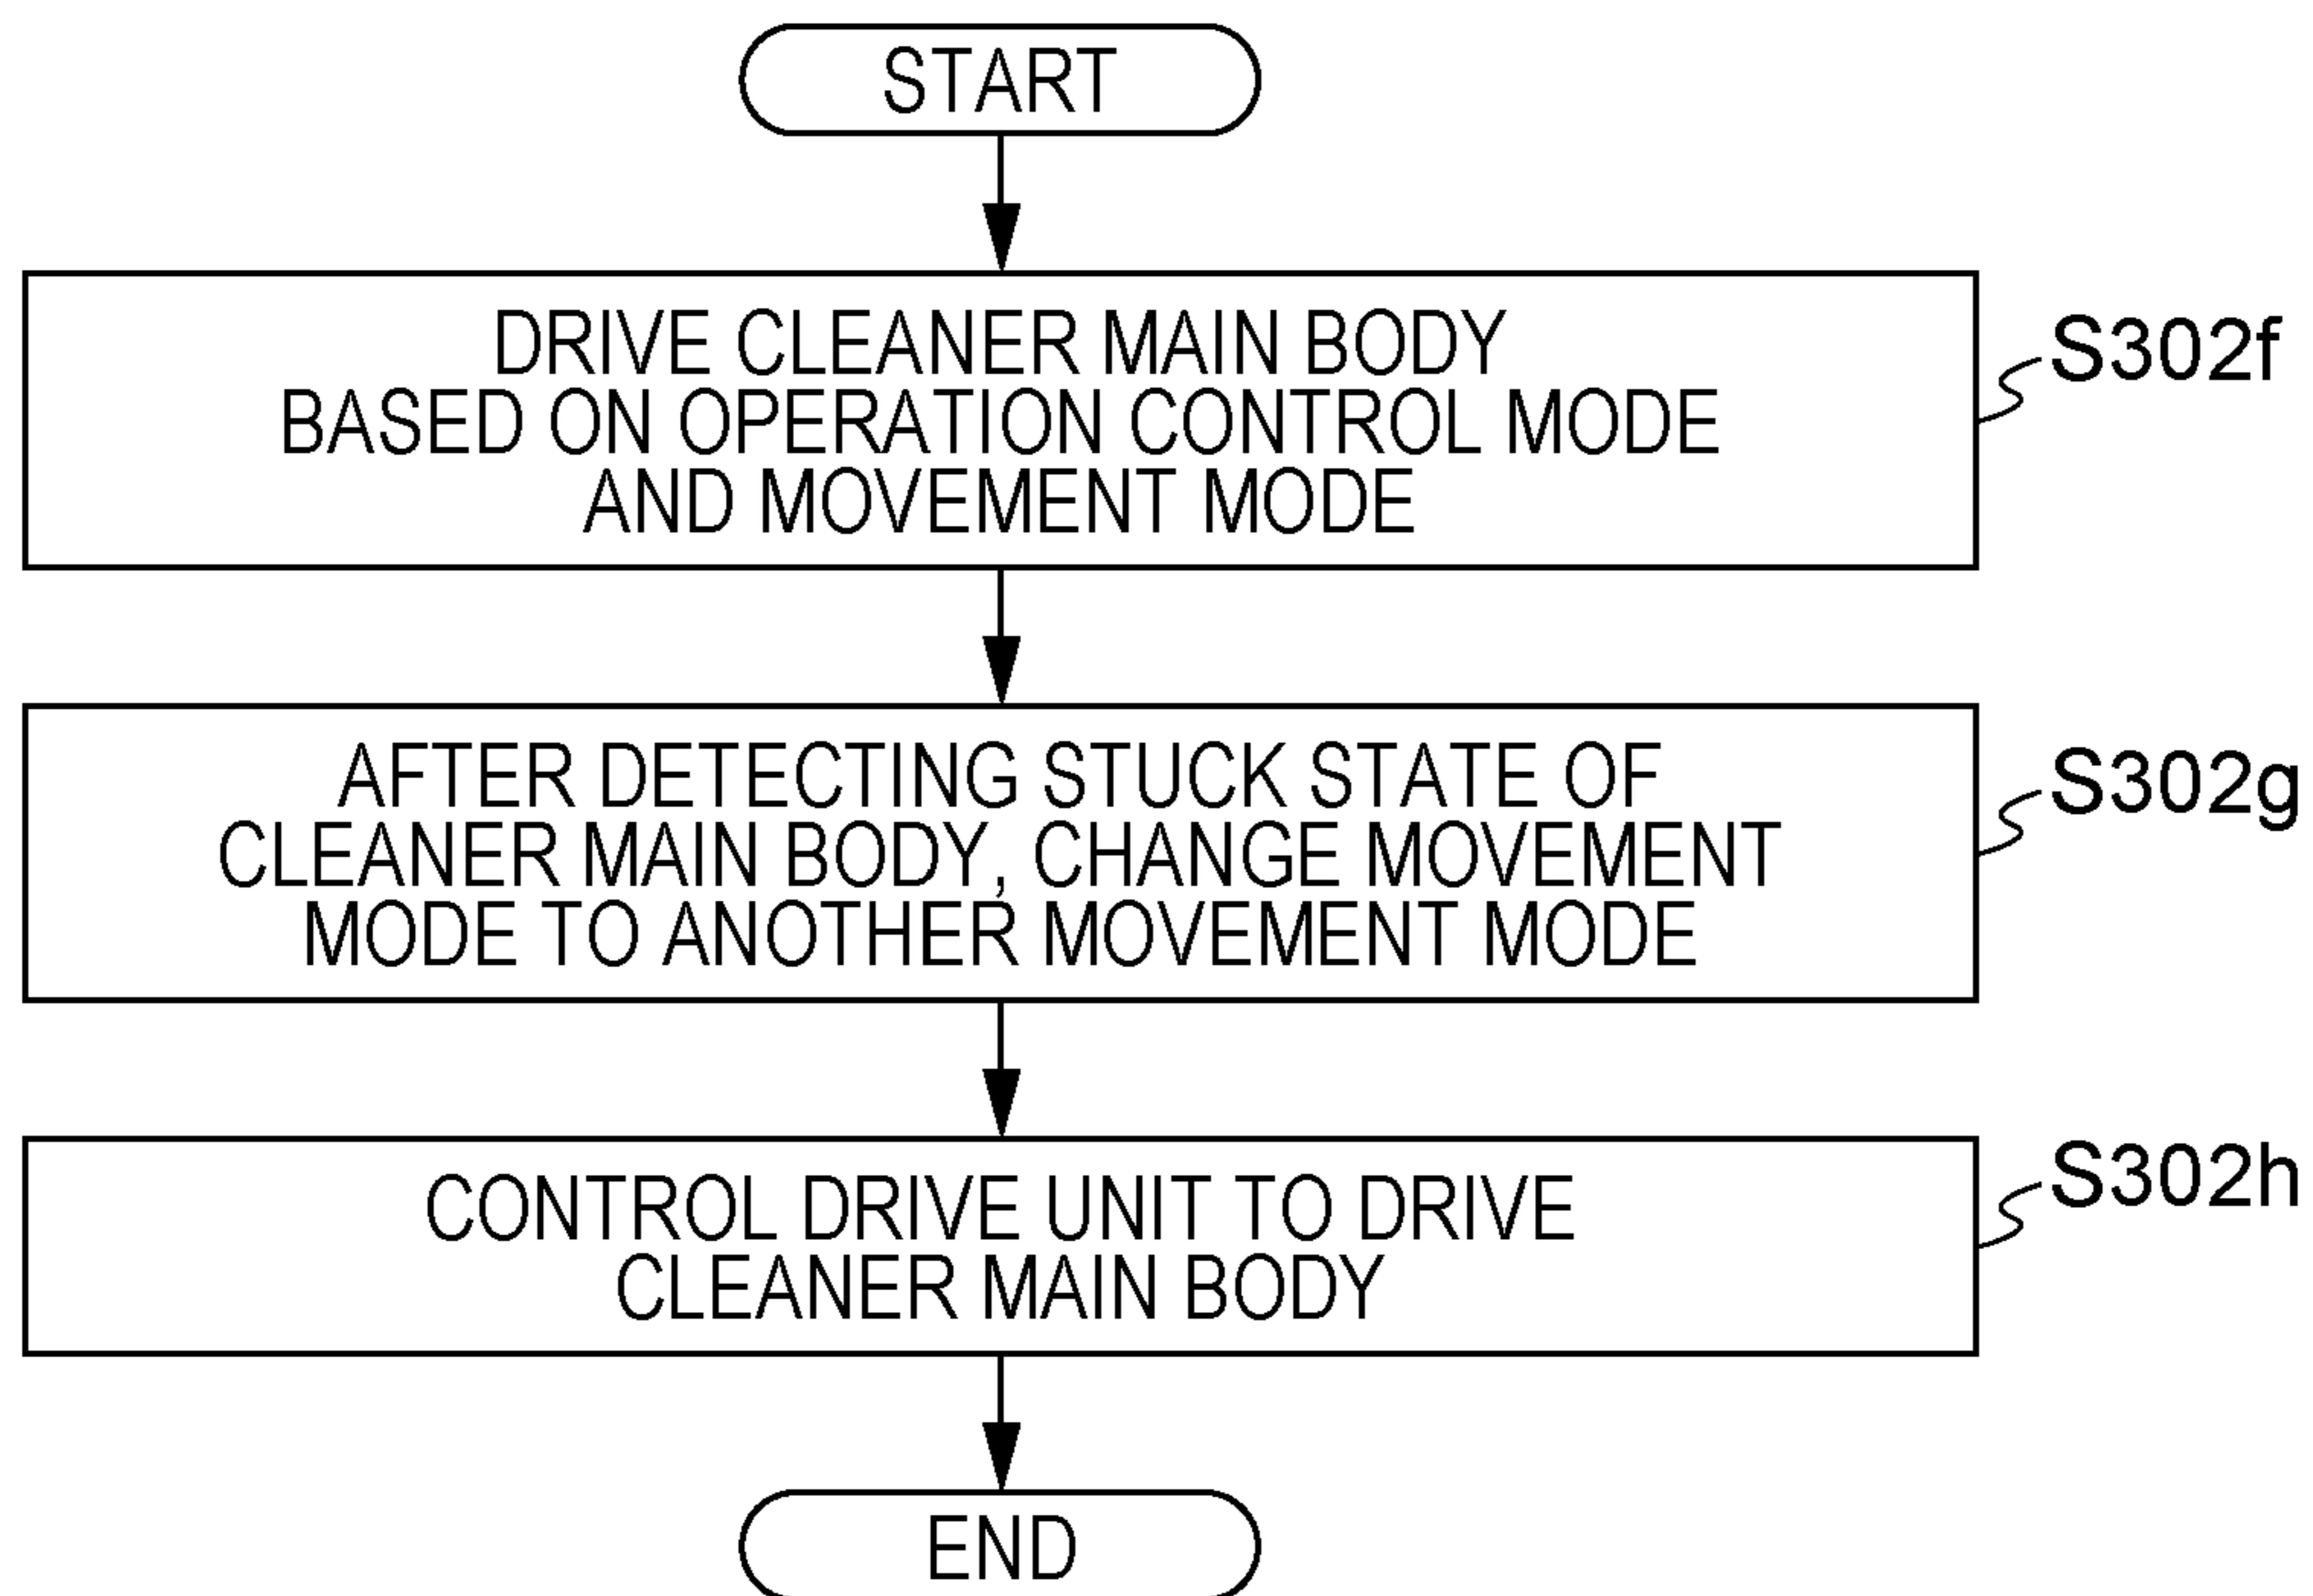 START
DRIVE CLEANER MAIN BODY
BASED ON OPERATION CONTROL MODE
AND MOVEMENT MODE
S302f
AFTER DETECTING STUCK STATE OF
CLEANER MAIN BODY, CHANGE MOVEMENT
MODE TO ANOTHER MOVEMENT MODE
S302g
CONTROL DRIVE UNIT TO DRIVE
CLEANER MAIN BODY
S302h
END